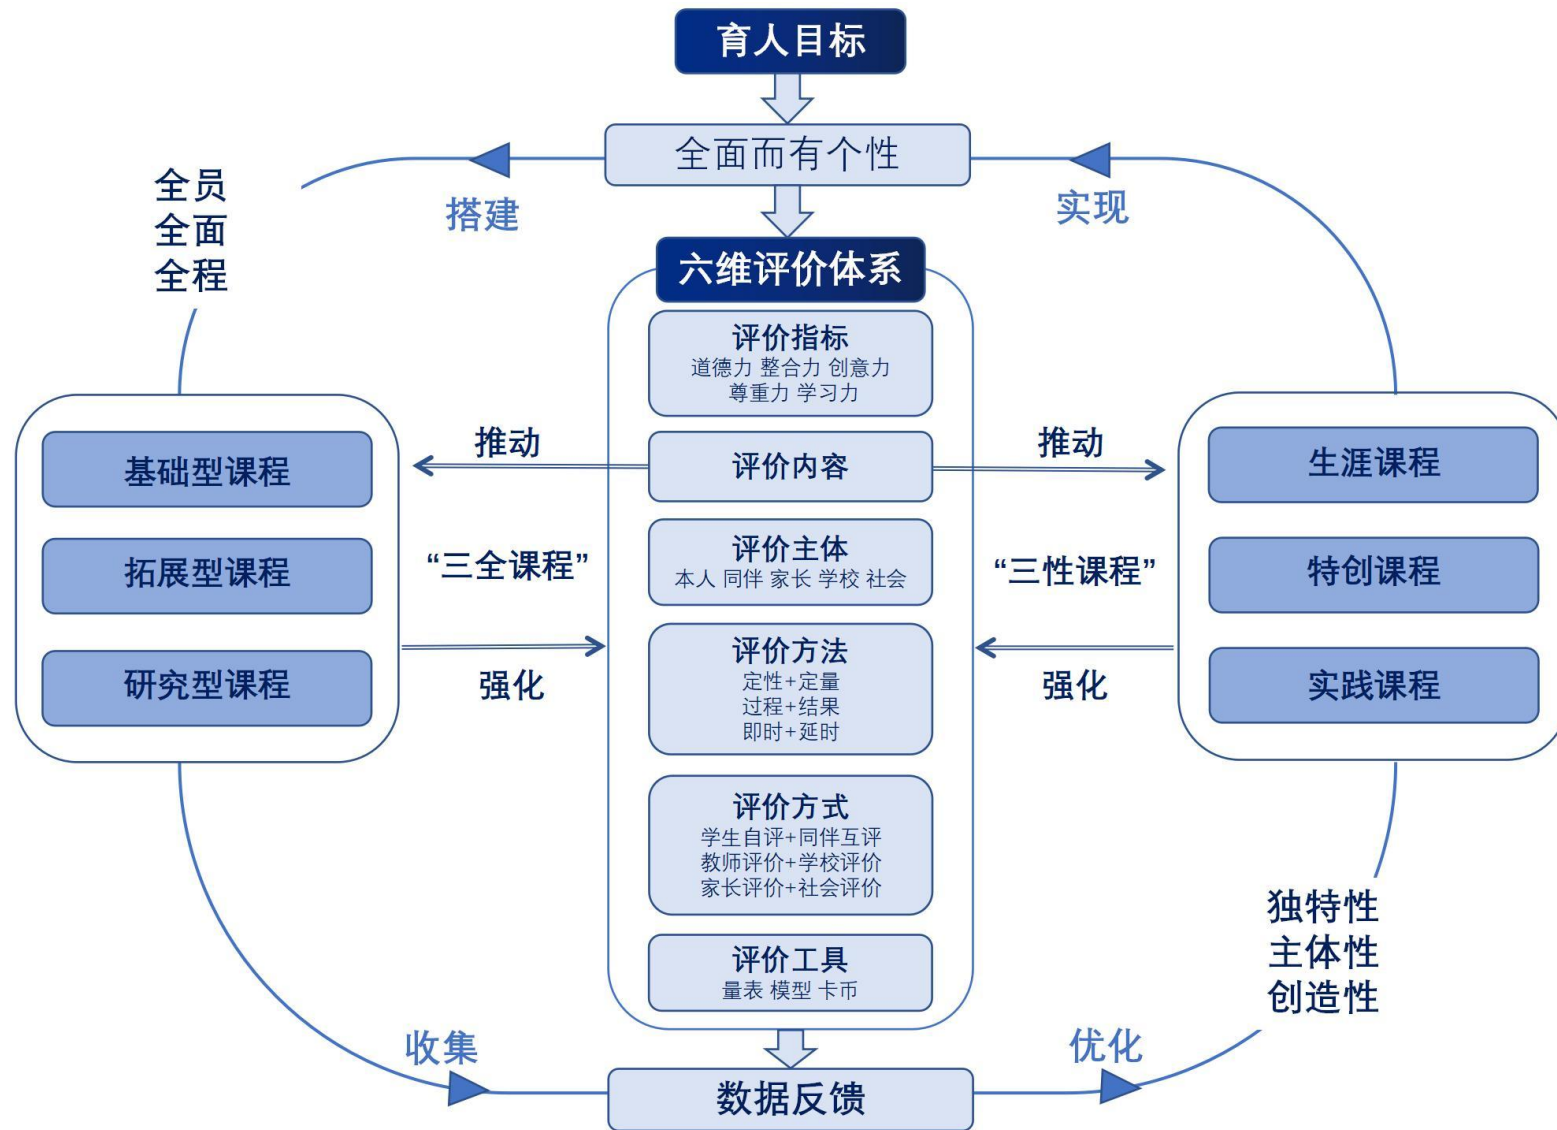 育人目标
全面而有个性
搭建
实现
全员
全面
全程
六维评价体系
评价指标
道德力 整合力 创意力
尊重力 学习力
推动
评价内容
推动
基础型课程
拓展型课程
研究型课程
“三全课程”
强化
评价主体
本人 同伴 家长 学校 社会
评价方法
定性+定量
过程+结果
即时+延时
评价方式
学生自评+同伴互评
教师评价+学校评价
家长评价+社会评价
评价工具
量表 模型 卡币
“三性课程”
强化
生涯课程
特创课程
实践课程
独特性
主体性
创造性
收集
优化
数据反馈